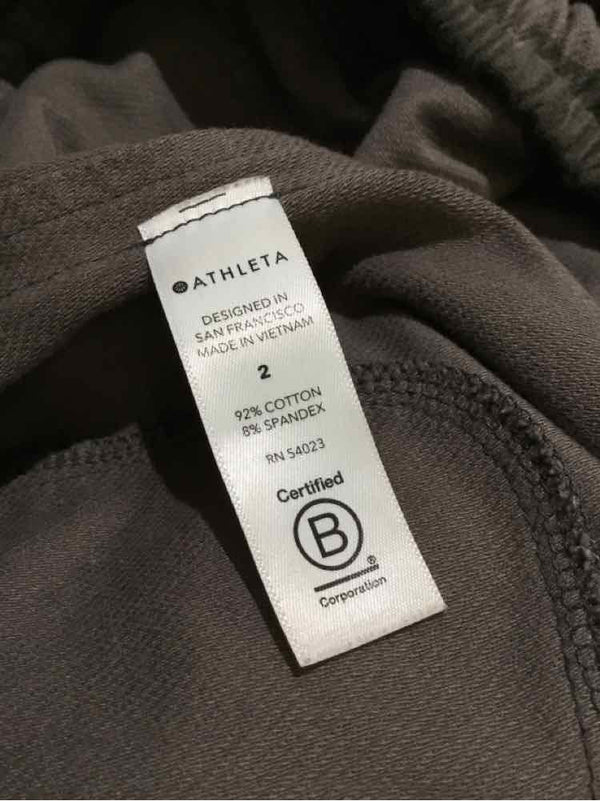 ATHLETA
DESIGNED IN
SAN FRANCISCO
MADE IN VIETNAM
2
92% COTTON
8% SPANDEX
RN 54023
Certified
B
®
Corporation